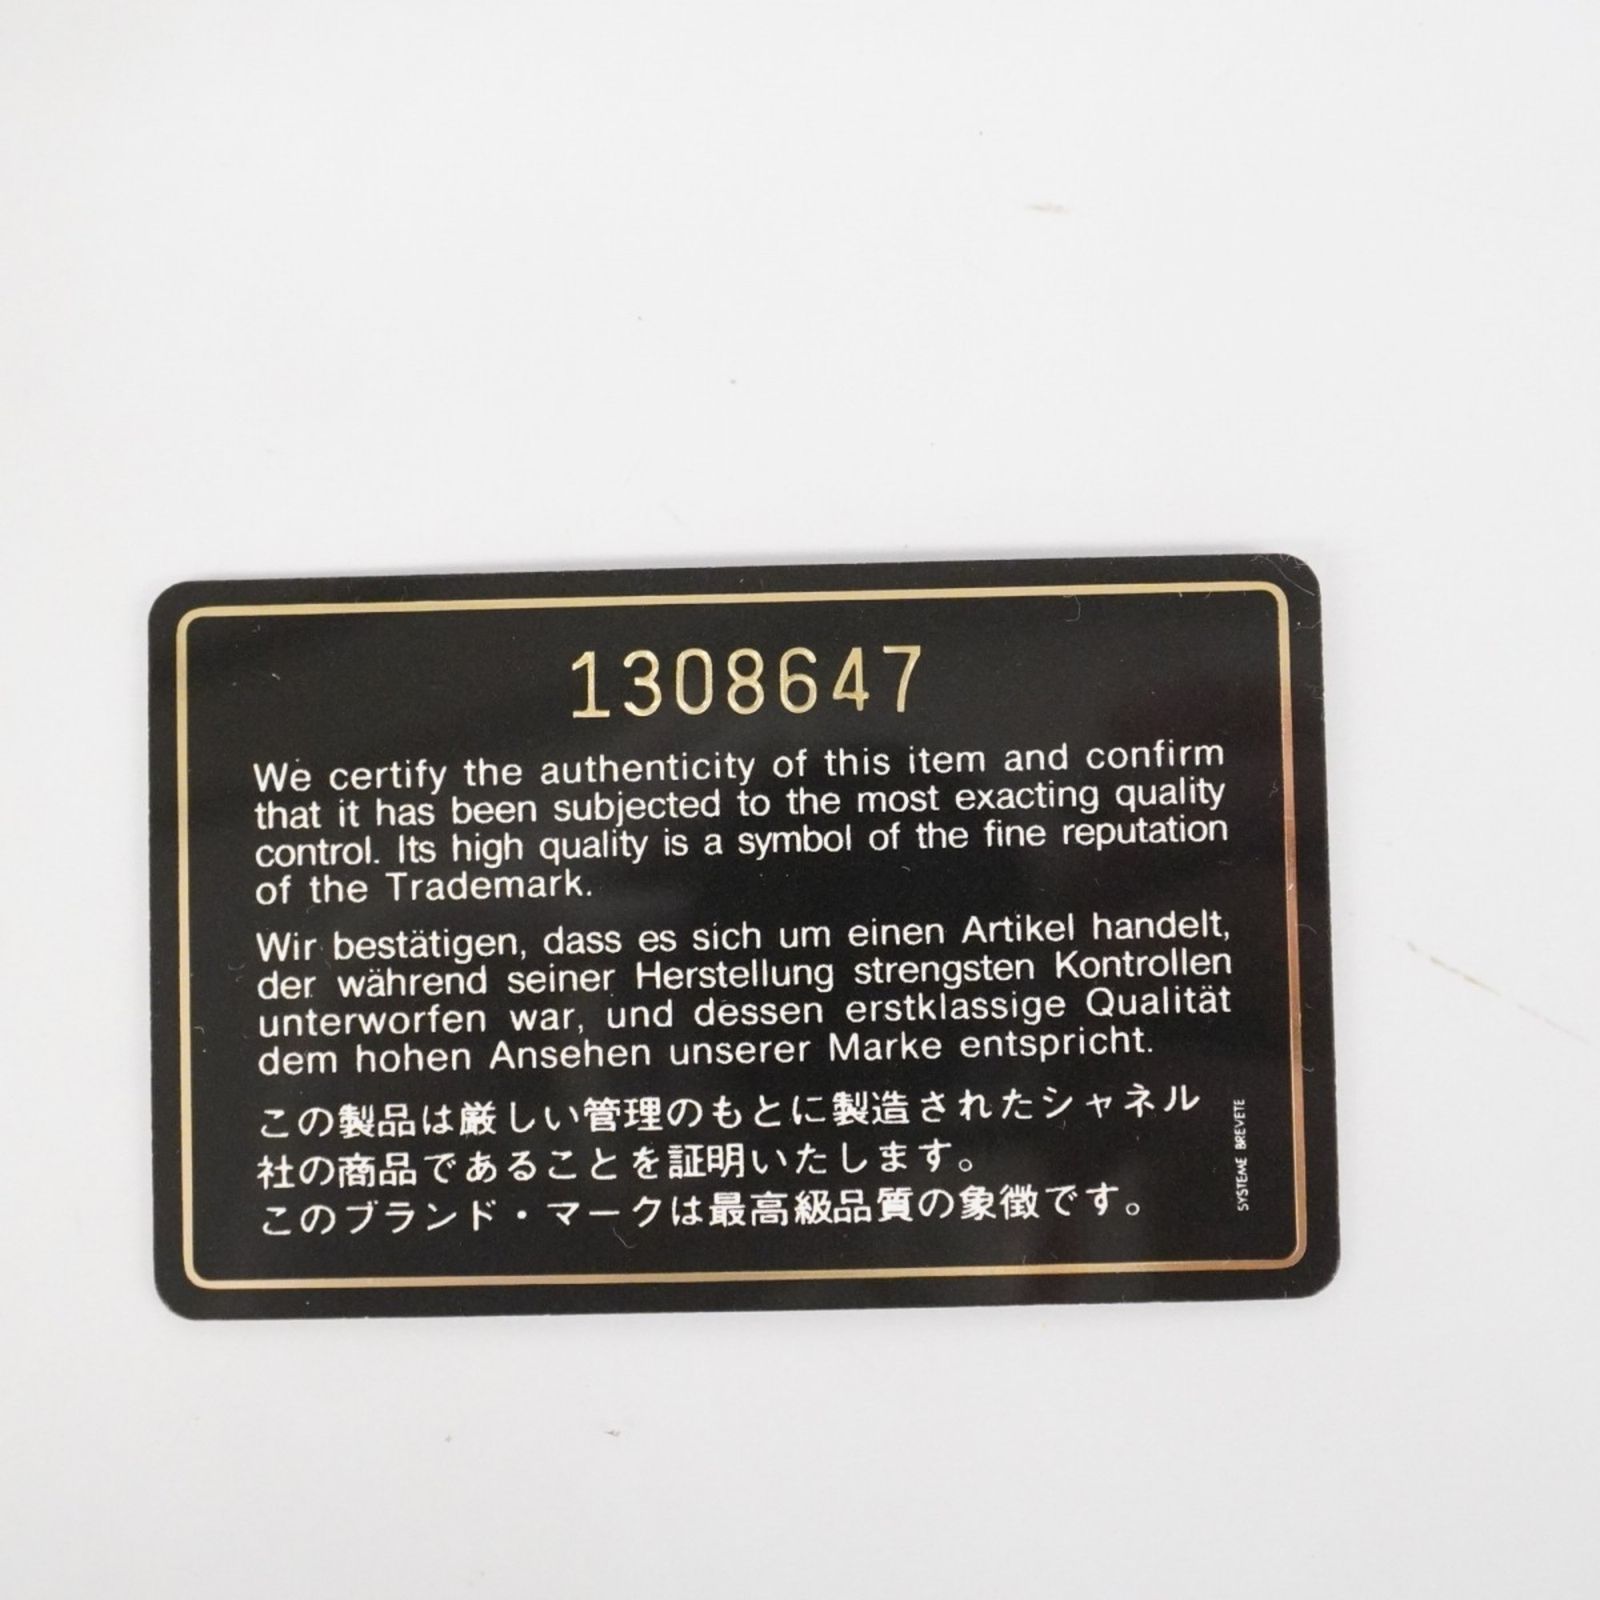 1308647
We certify the authenticity of this item and confirm
that it has been subjected to the most exacting quality
control. Its high quality is a symbol of the fine reputation
of the Trademark.
Wir bestätigen, dass es sich um einen Artikel handelt,
der während seiner Herstellung strengsten Kontrollen
unterworfen war, und dessen erstklassige Qualität
dem hohen Ansehen unserer Marke entspricht.
この製品は厳しい管理のもとに製造されたシャネル
社の商品であることを証明いたします。
このブランド・マークは最高級品質の象徴です。
SYSTEME BREVETE